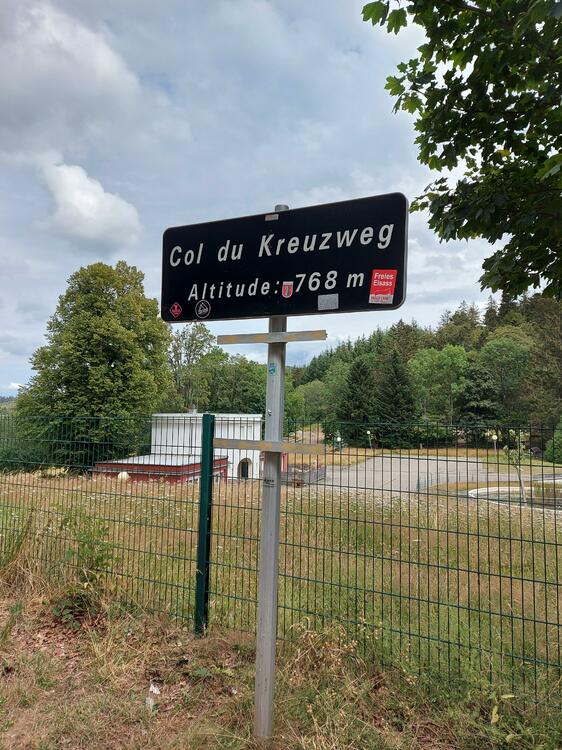 Col du Kreuzweg
Altitude: 768 m
Freies
Elsass